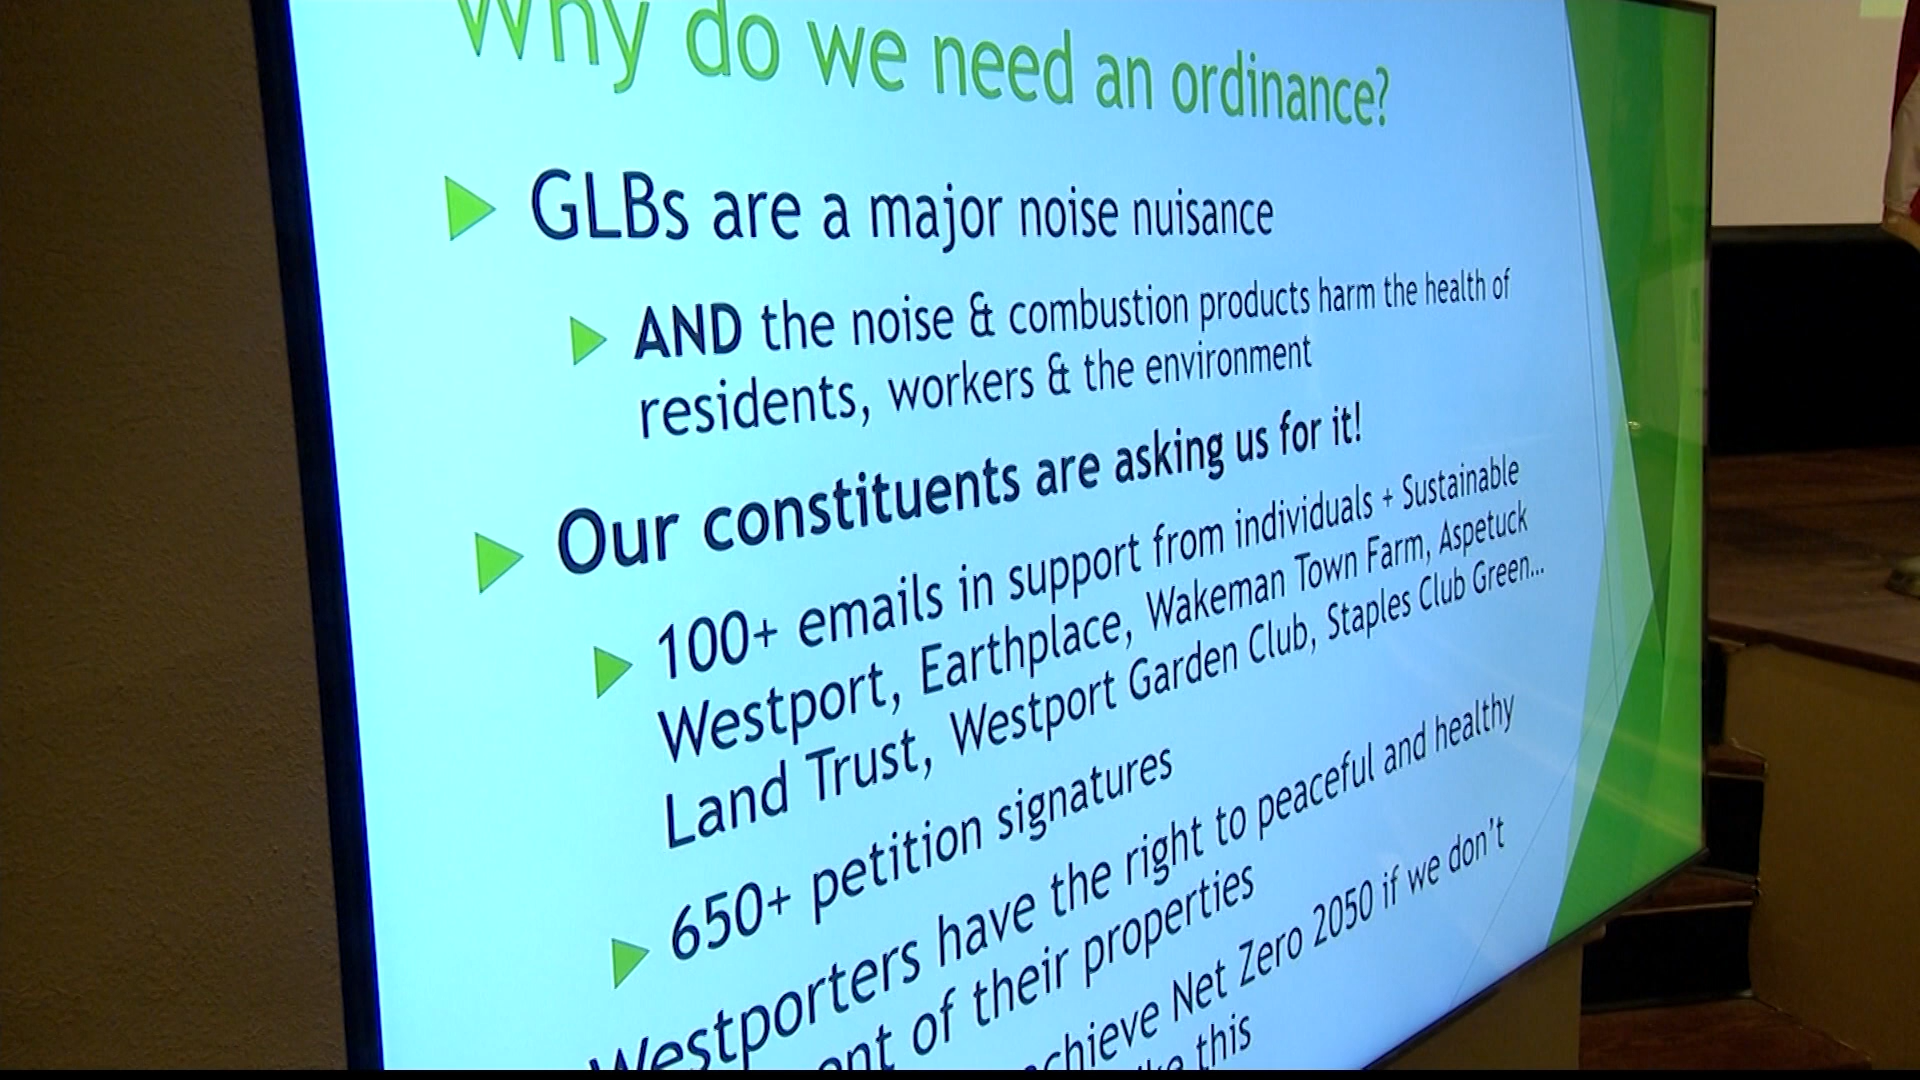 Why do we need an ordinance?
GLBs are a major noise nuisance
AND the noise & combustion products harm the health of
residents, workers & the environment
Our constituents are asking us for it!
100+ emails in support from individuals + Sustainable
Westport, Earthplace, Wakeman Town Farm, Aspetuck
Land Trust, Westport Garden Club, Staples Club Green...
650+ petition signatures
Westporters have the right to peaceful and healthy
of their properties
achieve Net Zero 2050 if we don't
this